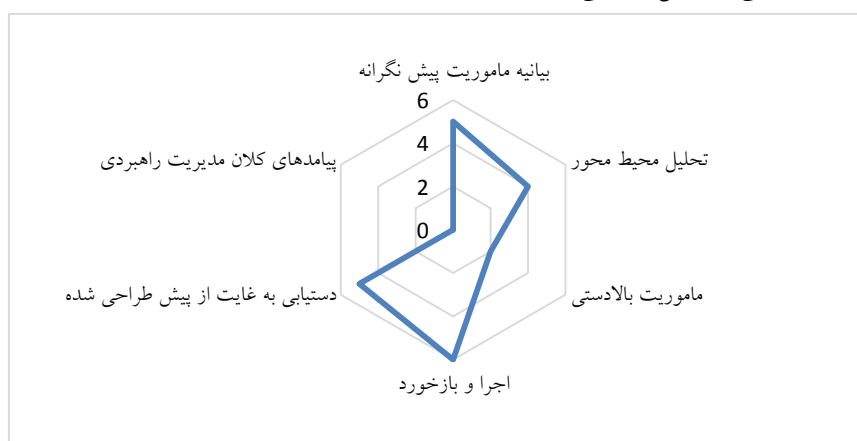 بیانیه ماموریت پیش نگرانه
6
4
2
0
تحلیل محیط محور
پیامدهای کلان مدیریت راهبردی
ماموریت بالادستی
دستیابی به غایت از پیش طراحی شده
اجرا و بازخورد